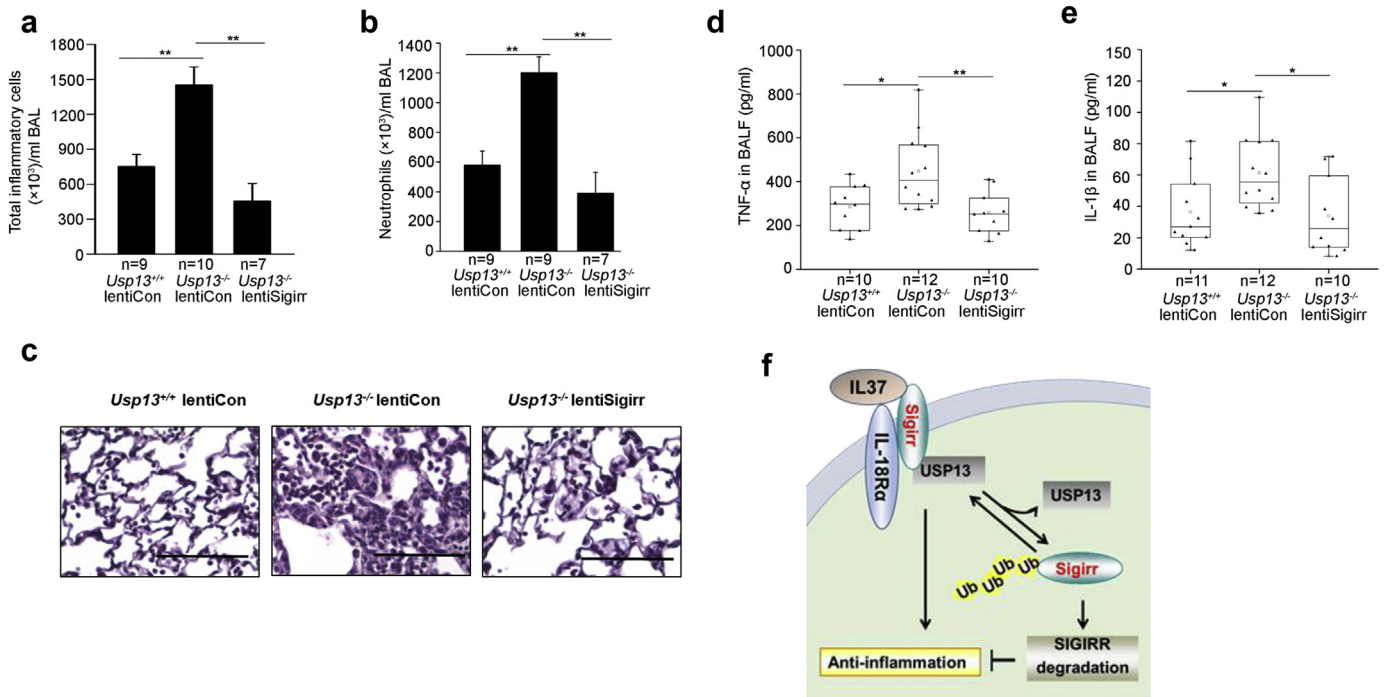 a
Total inflammatory cells
(×10³)/ml BAL
1800
1500
1200
900
600
300
0
**
**
n=9
n=10
n=7
Usp13+/+
Usp13-/-
Usp13-/-
lentiCon
lentiCon
lentiSigirr
b
Neutrophils (×10³)/ml BAL
1400
1200
1000
800
600
400
200
0
**
**
n=9
n=9
n=7
Usp13+/+
Usp13-/-
Usp13-/-
lentiCon
lentiCon
lentiSigirr
d
TNF-α in BALF (pg/ml)
1000
800
600
400
200
0
*
**
n=10
n=12
n=10
Usp13+/+
Usp13-/-
Usp13-/-
lentiCon
lentiCon
lentiSigirr
e
IL-1β in BALF (pg/ml)
150
120
100
80
60
40
20
0
*
*
n=11
n=12
n=10
Usp13+/+
Usp13-/-
Usp13-/-
lentiCon
lentiCon
lentiSigirr
c
Usp13+/+ lentiCon
Usp13-/- lentiCon
Usp13-/- lentiSigirr
f
IL37
Sigirr
IL-18Rα
USP13
USP13
Ub
Ub
Ub
Ub
Sigirr
SIGIRR
degradation
Anti-inflammation